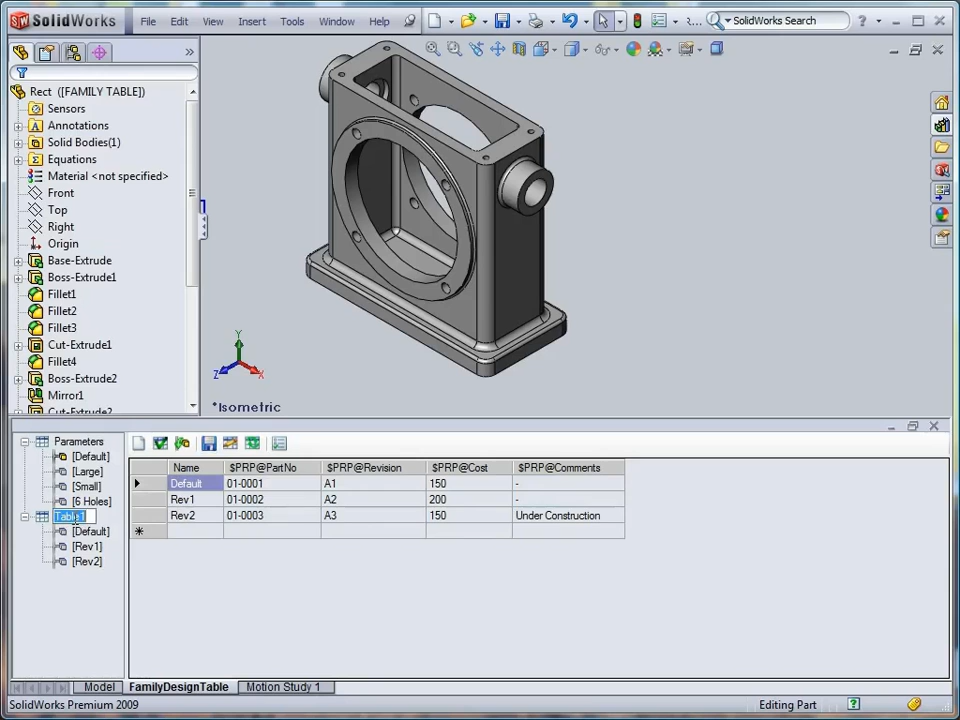 SolidWorks File Edit View Insert Tools Window Help SolidWorks Search
Rect ([FAMILY TABLE])
Sensors
Annotations
Solid Bodies(1)
Equations
Material <not specified>
Front
Top
Right
Origin
Base-Extrude
Boss-Extrude1
Fillet1
Fillet2
Fillet3
Cut-Extrude1
Fillet4
Boss-Extrude2
Mirror1
Cut-Extrude2
Y
Z X
*Isometric
Parameters
[Default]
[Large]
[Small]
[6 Holes]
Table1
[Default]
[Rev1]
[Rev2]
Name $PRP@PartNo $PRP@Revision $PRP@Cost $PRP@Comments
Default 01-0001 A1 150 -
Rev1 01-0002 A2 200 -
Rev2 01-0003 A3 150 Under Construction
Model FamilyDesignTable Motion Study 1
SolidWorks Premium 2009 Editing Part